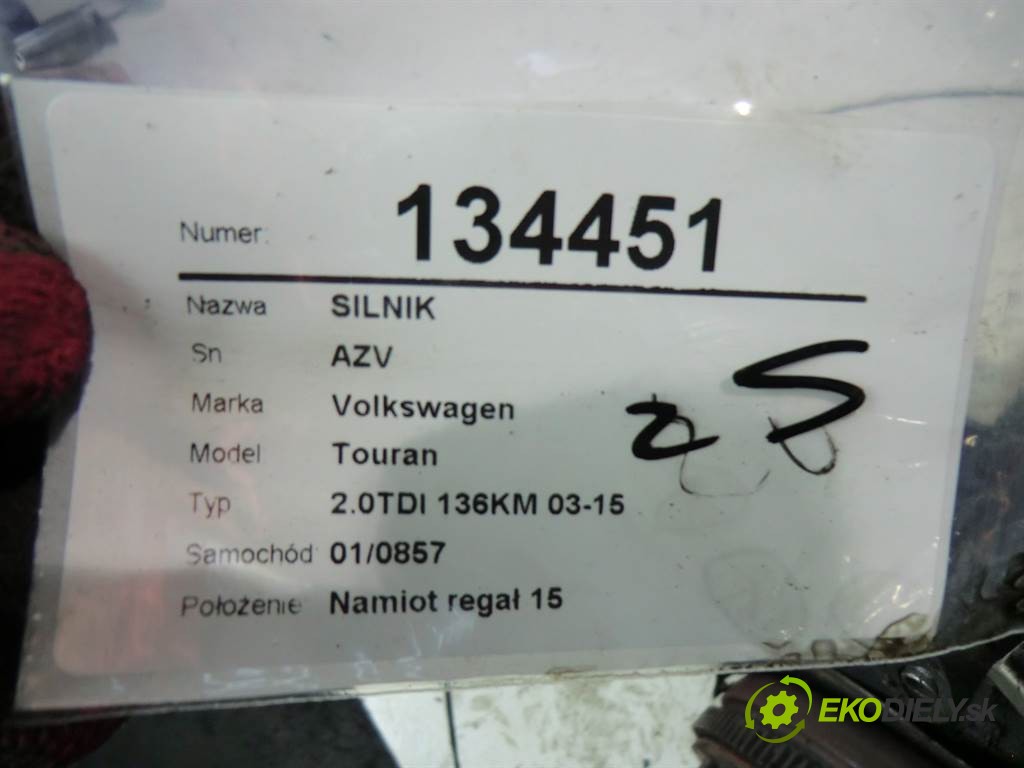 Numer: 134451
Nazwa SILNIK
Sn AZV
Marka Volkswagen
Model Touran
Typ 2.0TDI 136KM 03-15
Samochód 01/0857
Położenie Namiot regał 15
EKODIELY.sk